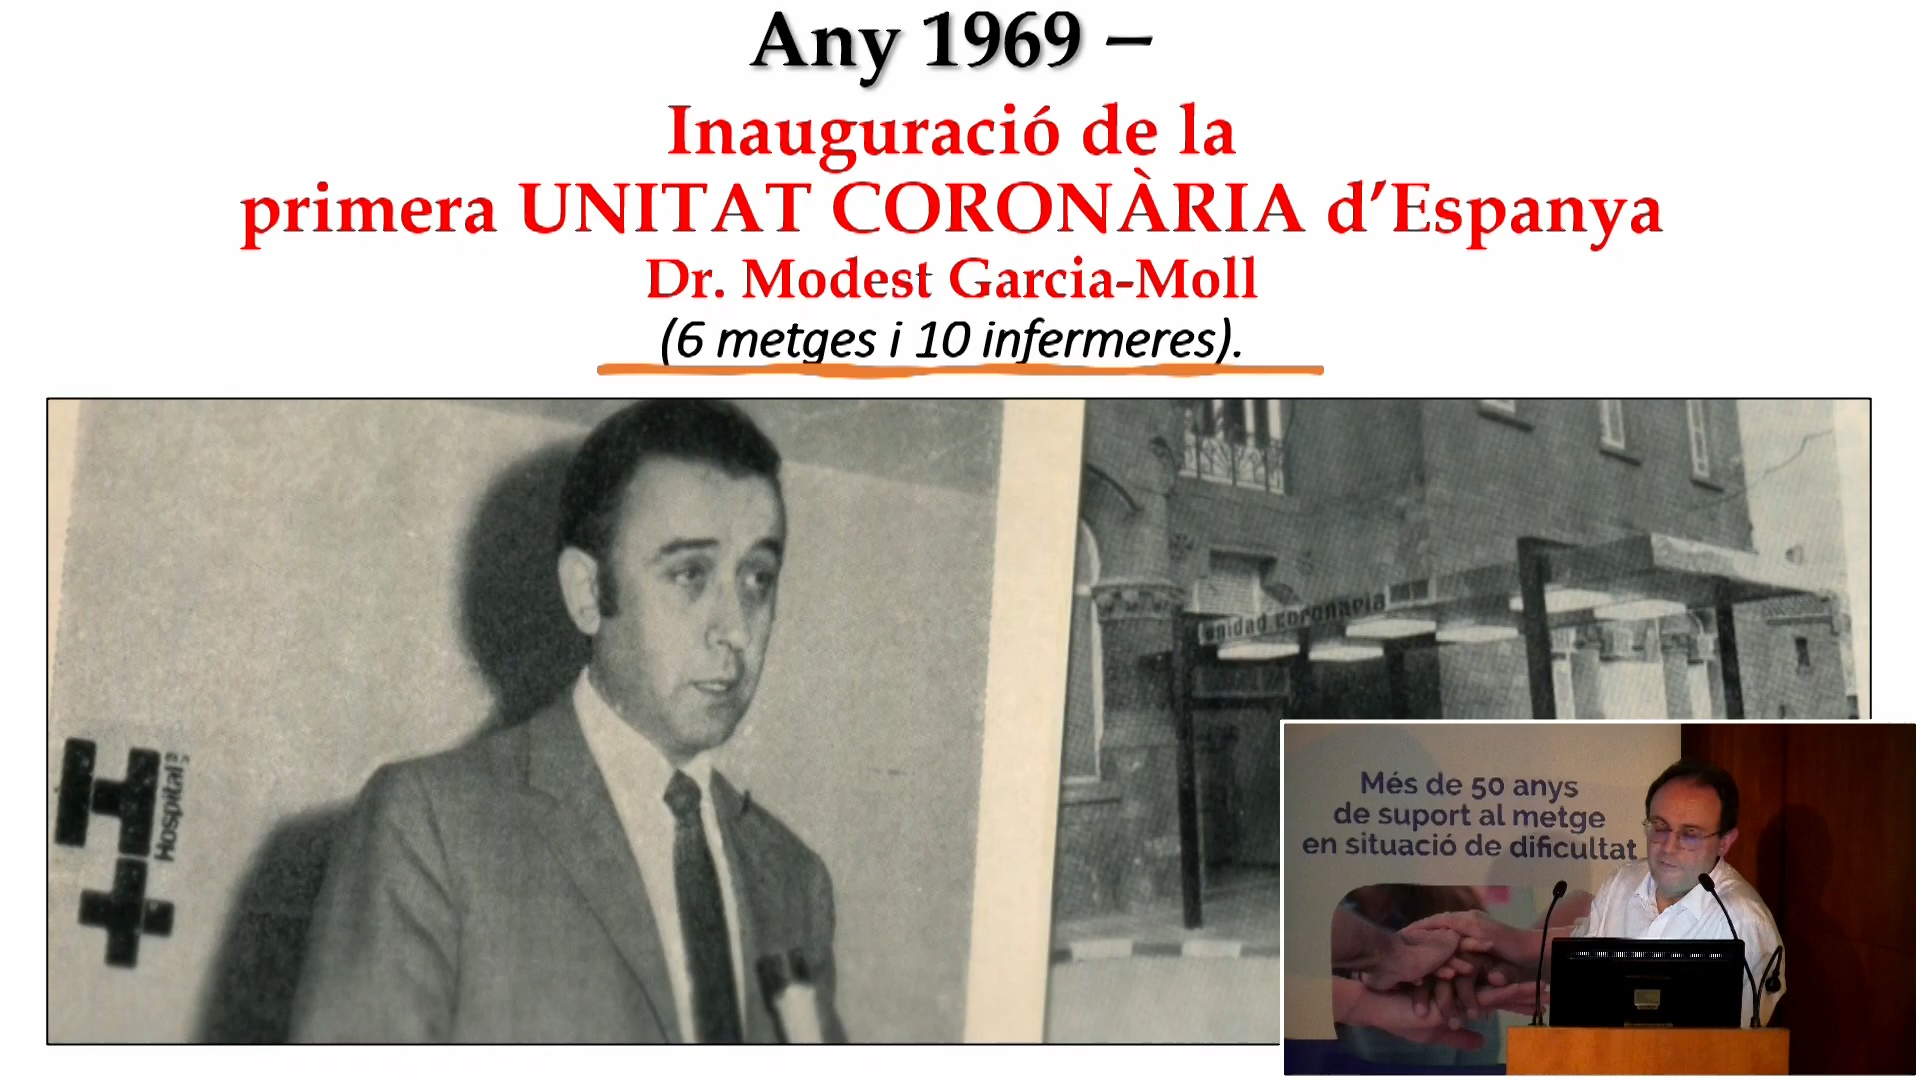 Any 1969 –
Inauguració de la
primera UNITAT CORONÀRIA d’Espanya
Dr. Modest Garcia-Moll
(6 metges i 10 infermeres).
unidad coronaria
Hospital
Més de 50 anys
de suport al metge
en situació de dificultat